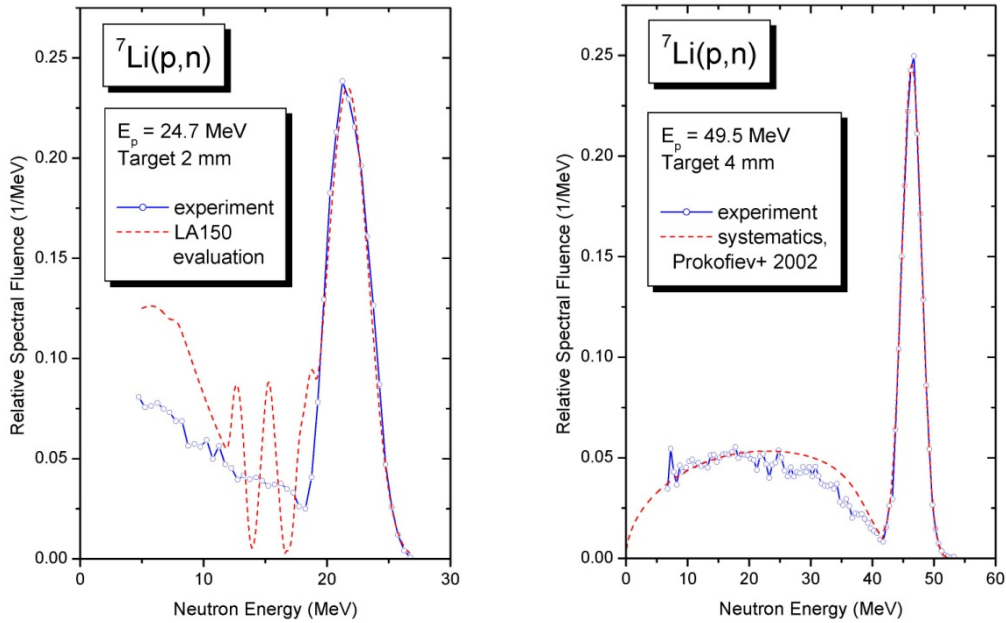 ⁷Li(p,n)
E_p = 24.7 MeV
Target 2 mm
experiment
LA150
evaluation
Relative Spectral Fluence (1/MeV)
0.25
0.20
0.15
0.10
0.05
0.00
0 10 20 30
Neutron Energy (MeV)
⁷Li(p,n)
E_p = 49.5 MeV
Target 4 mm
experiment
systematics,
Prokofiev+ 2002
Relative Spectral Fluence (1/MeV)
0.25
0.20
0.15
0.10
0.05
0.00
0 10 20 30 40 50 60
Neutron Energy (MeV)